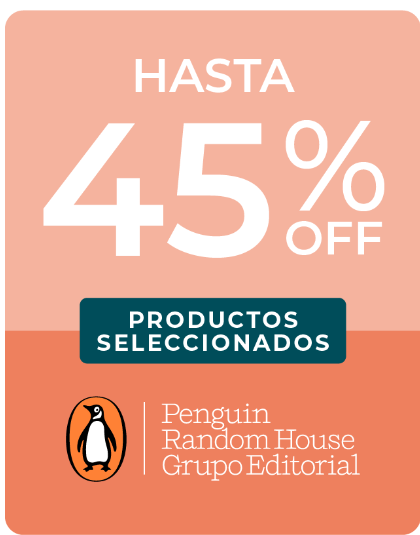 HASTA
45%
OFF
PRODUCTOS
SELECCIONADOS
Penguin
Random House
Grupo Editorial